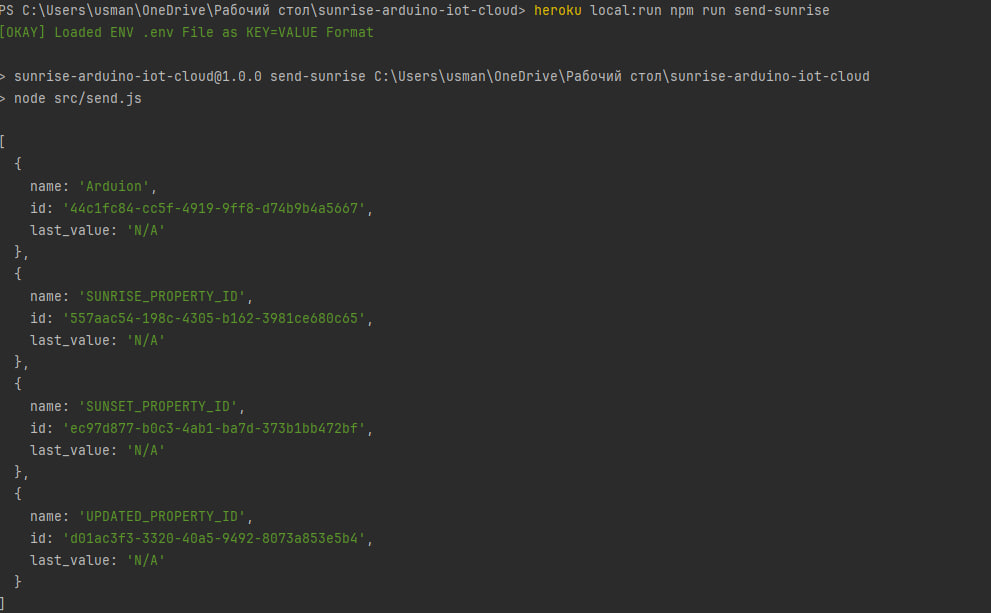 PS C:\Users\usman\OneDrive\Рабочий стол\sunrise-arduino-iot-cloud> heroku local:run npm run send-sunrise
[OKAY] Loaded ENV .env File as KEY=VALUE Format
> sunrise-arduino-iot-cloud@1.0.0 send-sunrise C:\Users\usman\OneDrive\Рабочий стол\sunrise-arduino-iot-cloud
> node src/send.js
[
{
name: 'Arduion',
id: '44c1fc84-cc5f-4919-9ff8-d74b9b4a5667',
last_value: 'N/A'
},
{
name: 'SUNRISE_PROPERTY_ID',
id: '557aac54-198c-4305-b162-3981ce680c65',
last_value: 'N/A'
},
{
name: 'SUNSET_PROPERTY_ID',
id: 'ec97d877-b0c3-4ab1-ba7d-373b1bb472bf',
last_value: 'N/A'
},
{
name: 'UPDATED_PROPERTY_ID',
id: 'd01ac3f3-3320-40a5-9492-8073a853e5b4',
last_value: 'N/A'
}
]